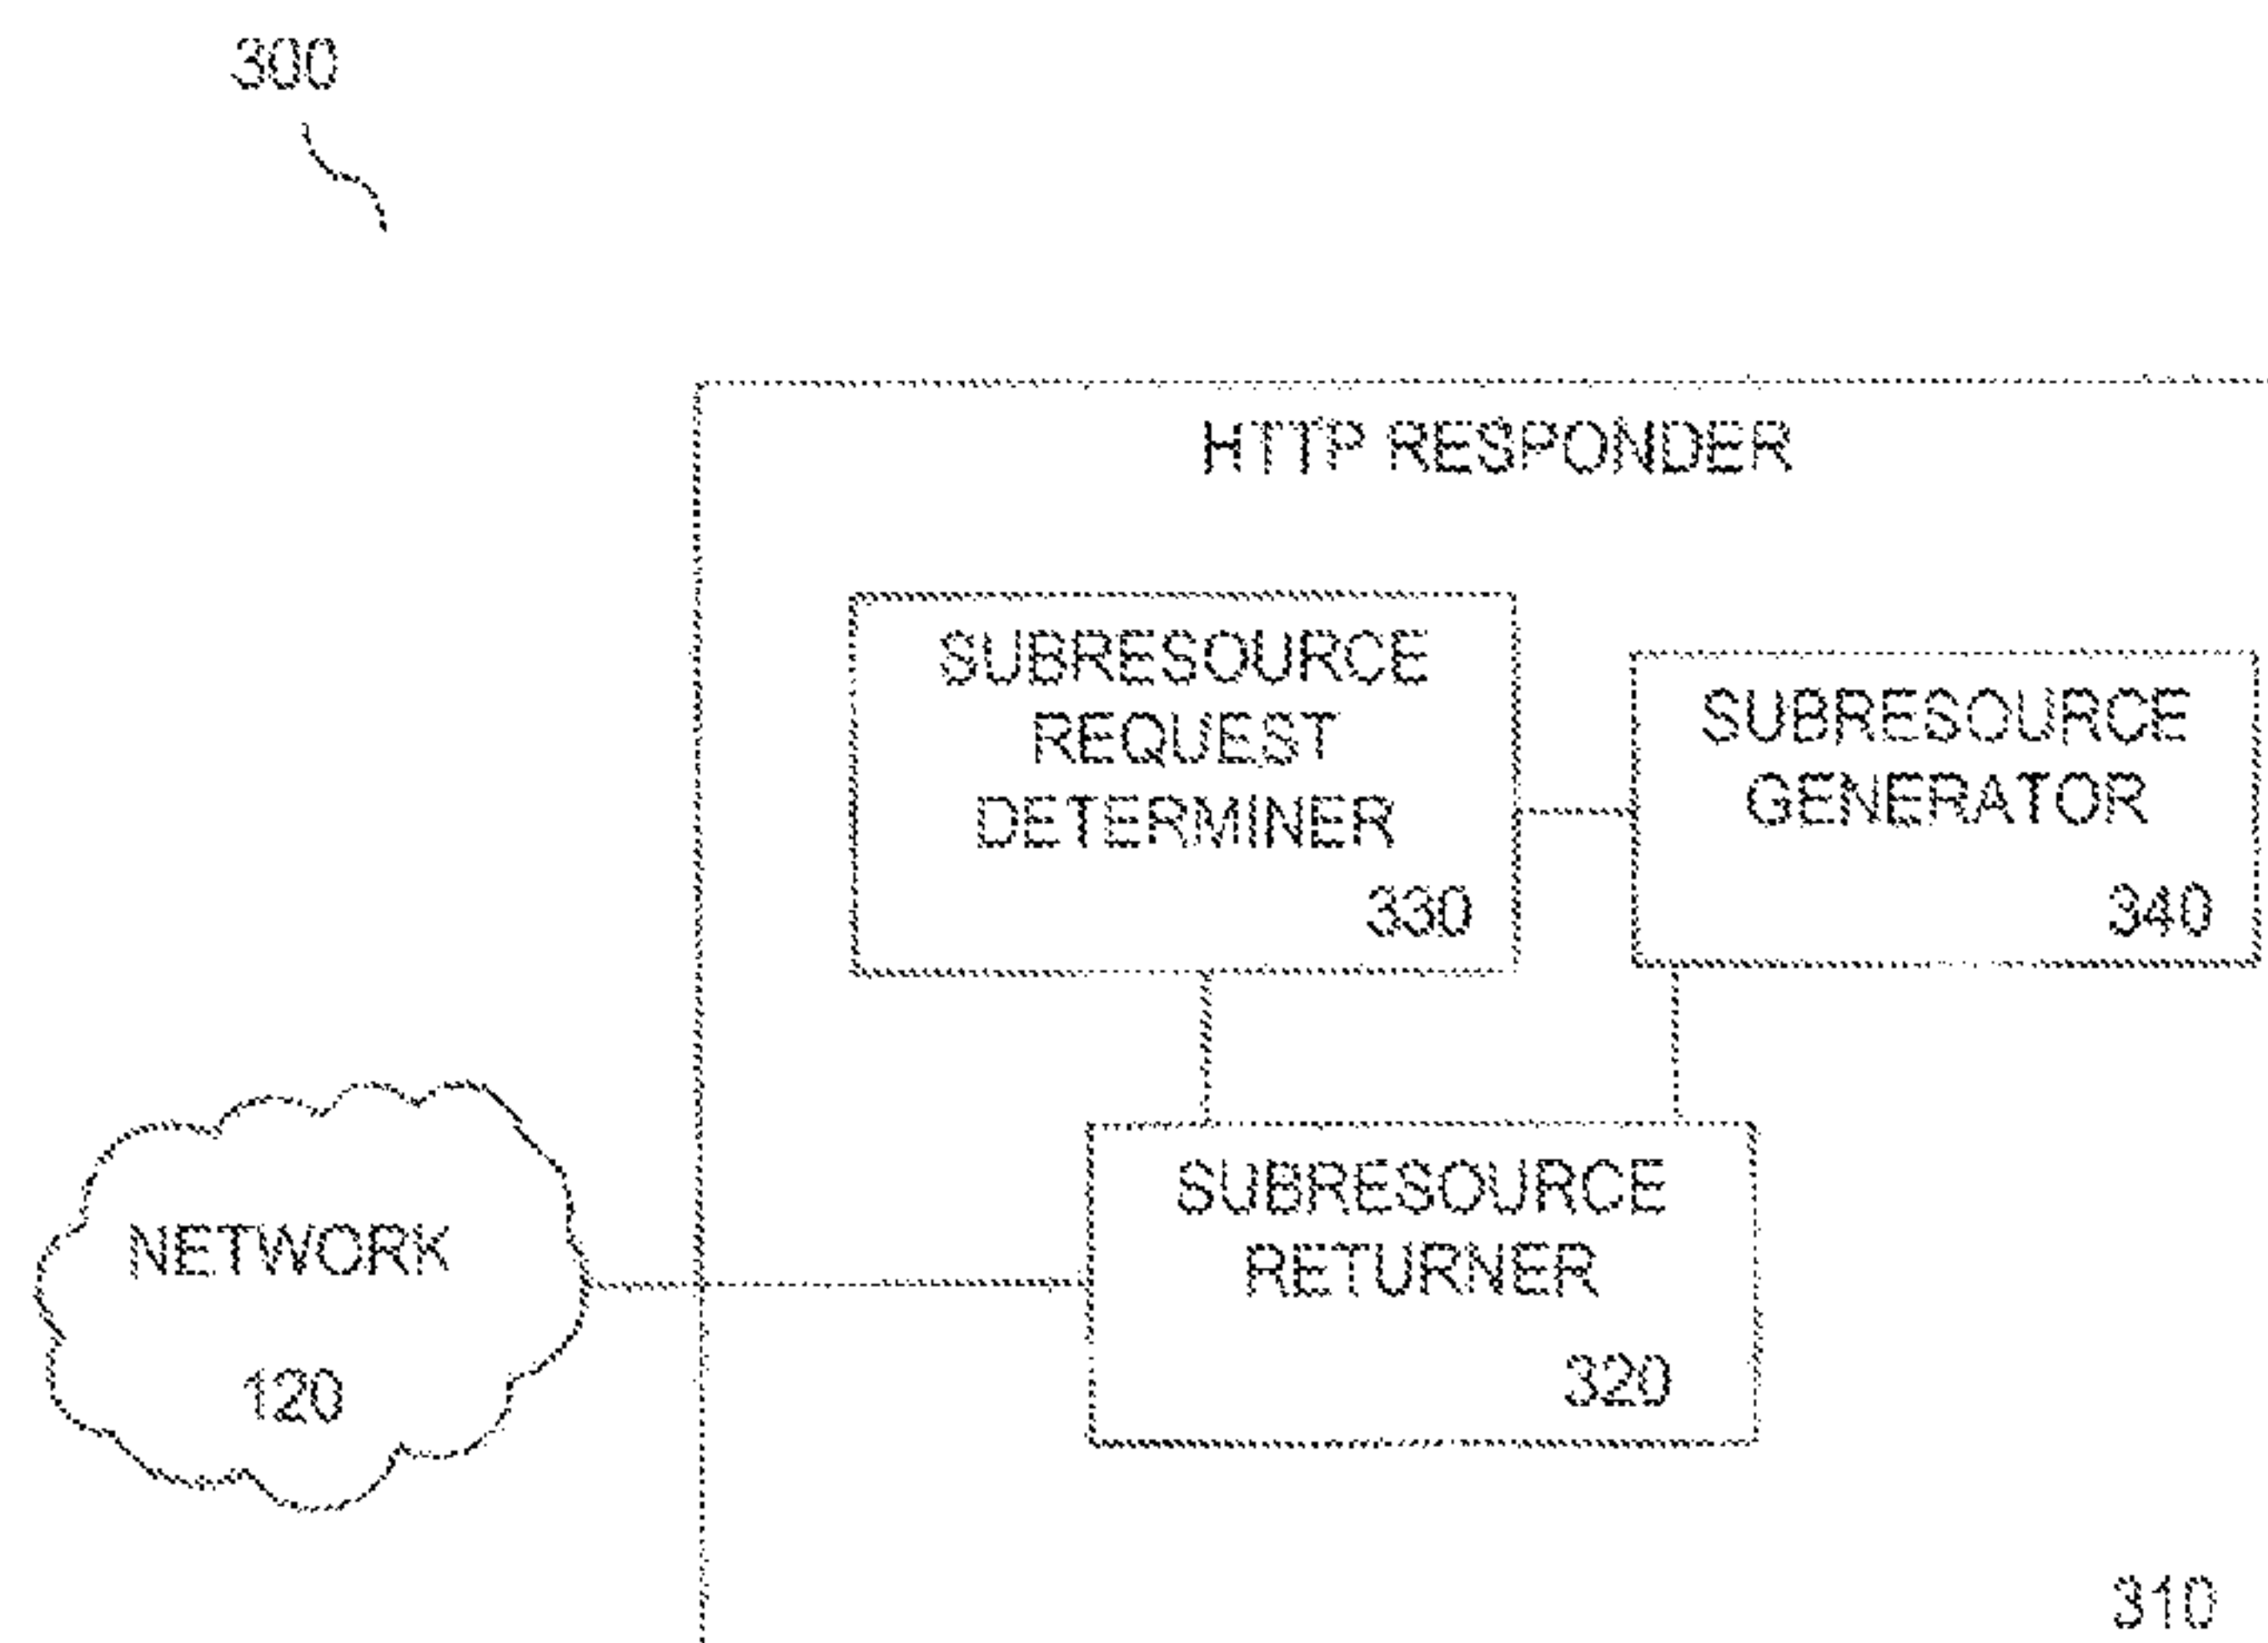 300
HTTP RESPONDER
SUBRESOURCE
REQUEST
DETERMINER
330
SUBRESOURCE
GENERATOR
340
NETWORK
120
SUBRESOURCE
RETURNER
320
310